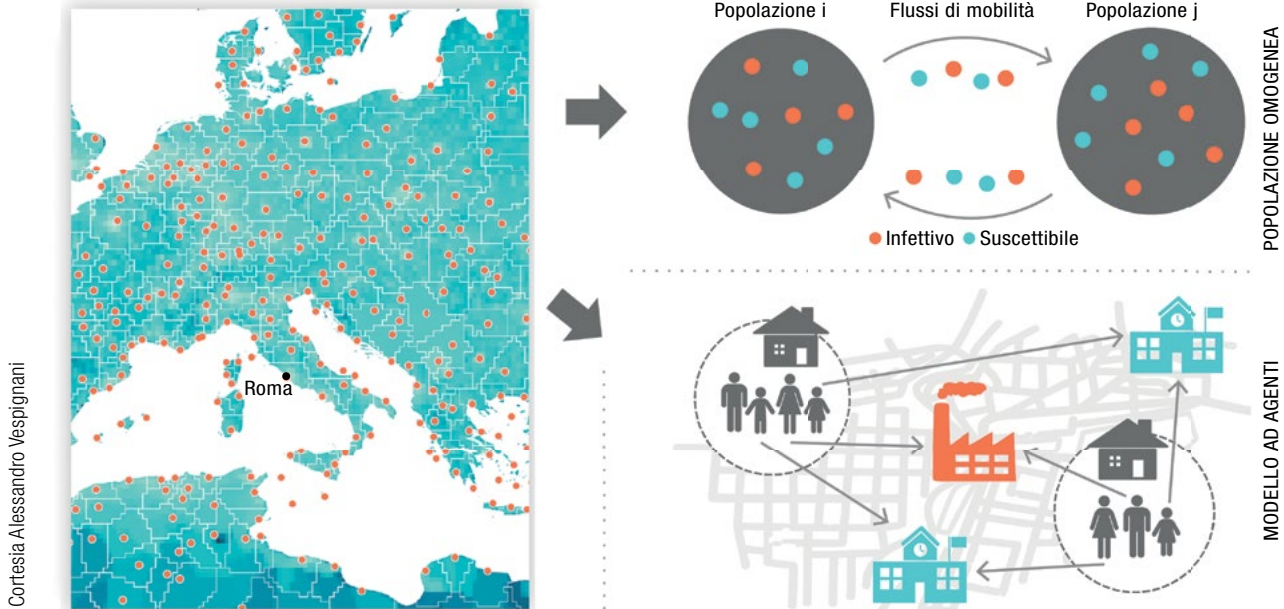 Popolazione i
Flussi di mobilità
Popolazione j
Infettivo
Suscettibile
POPOLAZIONE OMOGENEA
Roma
MODELLO AD AGENTI
Cortesia Alessandro Vespignani